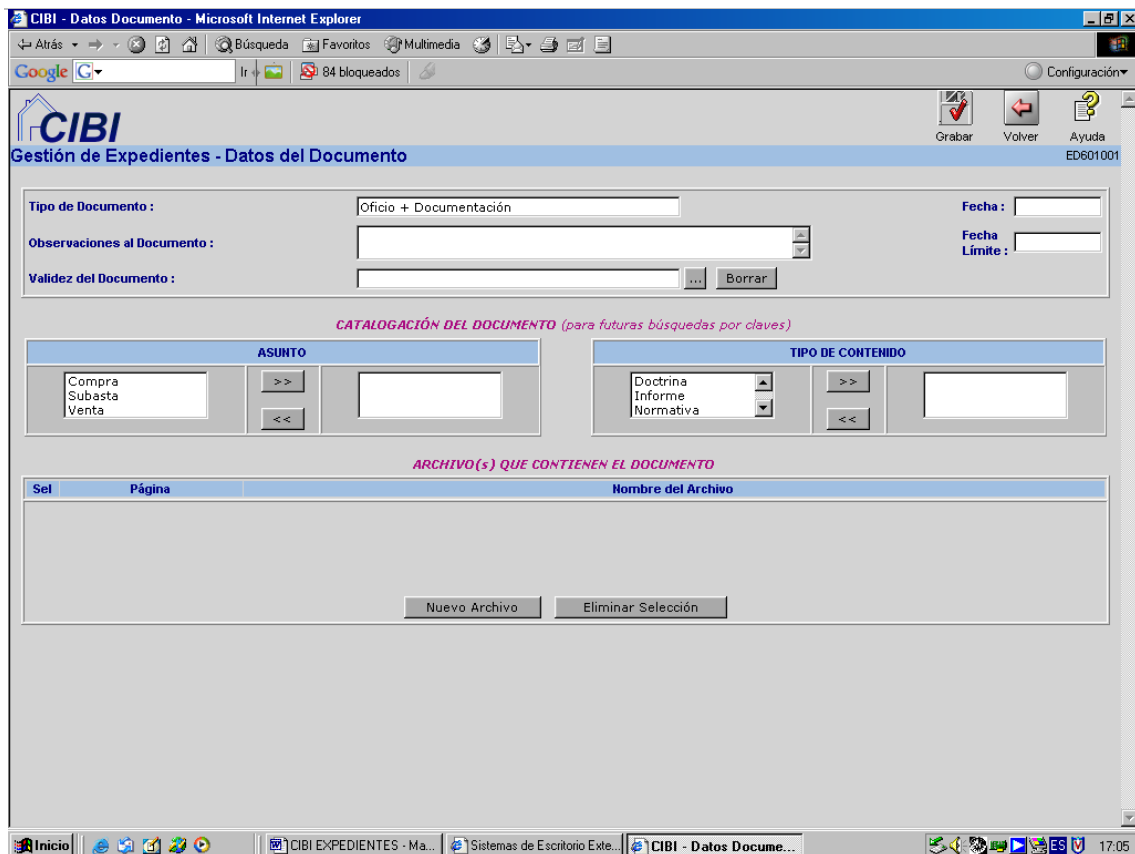 CIBI - Datos Documento - Microsoft Internet Explorer
Atrás Búsqueda Favoritos Multimedia
Google G Ir 84 bloqueados Configuración
CIBI
Grabar Volver Ayuda
Gestión de Expedientes - Datos del Documento ED601001
Tipo de Documento : Oficio + Documentación Fecha :
Observaciones al Documento : Fecha Límite :
Validez del Documento : ... Borrar
CATALOGACIÓN DEL DOCUMENTO (para futuras búsquedas por claves)
ASUNTO TIPO DE CONTENIDO
Compra >> Doctrina >>
Subasta Informe
Venta << Normativa <<
ARCHIVO(s) QUE CONTIENEN EL DOCUMENTO
Sel Página Nombre del Archivo
Nuevo Archivo Eliminar Selección
Inicio CIBI EXPEDIENTES - Ma... Sistemas de Escritorio Exte... CIBI - Datos Docume... ES 17:05